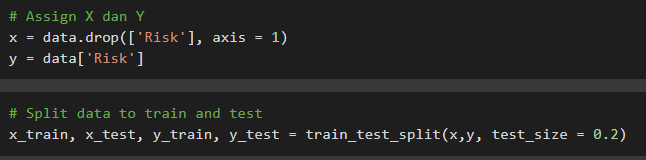 # Assign X dan Y
x = data.drop(['Risk'], axis = 1)
y = data['Risk']
# Split data to train and test
x_train, x_test, y_train, y_test = train_test_split(x,y, test_size = 0.2)